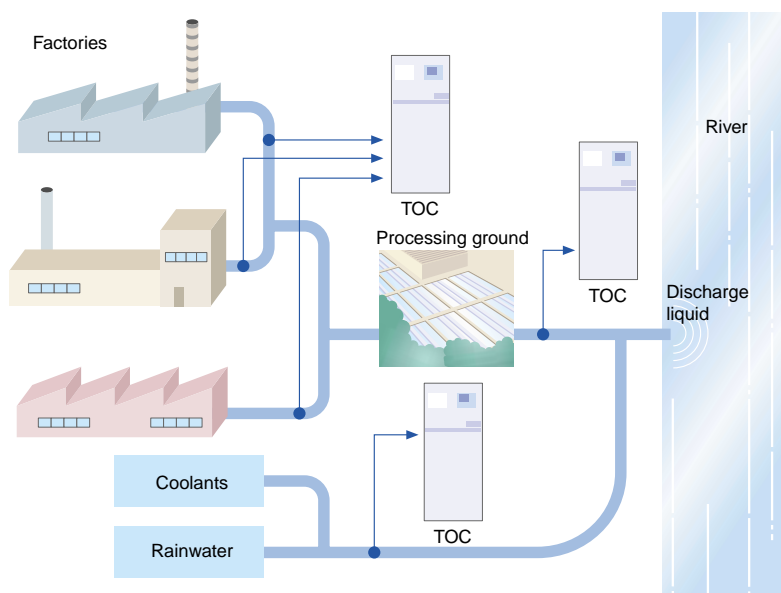 Factories
River
TOC
Processing ground
TOC
Discharge
liquid
Coolants
Rainwater
TOC